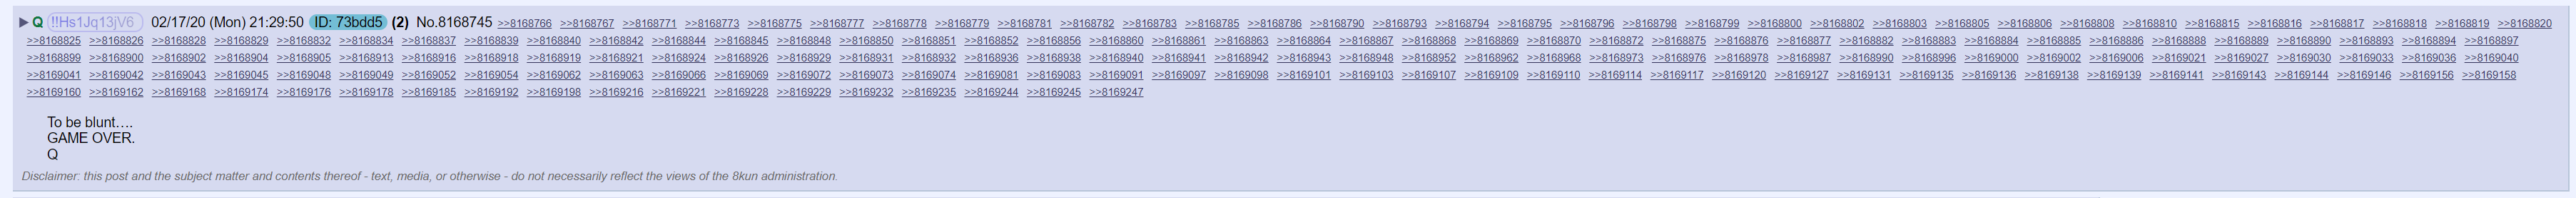 ▶ Q !!Hs1Jq13jV6 02/17/20 (Mon) 21:29:50 ID: 73bdd5 (2) No.8168745 >>8168766 >>8168767 >>8168771 >>8168773 >>8168775 >>8168777 >>8168778 >>8168779 >>8168781 >>8168782 >>8168783 >>8168785 >>8168786 >>8168790 >>8168793 >>8168794 >>8168795 >>8168796 >>8168798 >>8168799 >>8168800 >>8168802 >>8168803 >>8168805 >>8168806 >>8168808 >>8168810 >>8168815 >>8168816 >>8168817 >>8168818 >>8168819 >>8168820
>>8168825 >>8168826 >>8168828 >>8168829 >>8168832 >>8168834 >>8168837 >>8168839 >>8168840 >>8168842 >>8168844 >>8168845 >>8168848 >>8168850 >>8168851 >>8168852 >>8168856 >>8168860 >>8168861 >>8168863 >>8168864 >>8168867 >>8168868 >>8168869 >>8168870 >>8168872 >>8168875 >>8168876 >>8168877 >>8168882 >>8168883 >>8168884 >>8168885 >>8168886 >>8168888 >>8168889 >>8168890 >>8168893 >>8168894 >>8168897
>>8168899 >>8168900 >>8168902 >>8168904 >>8168905 >>8168913 >>8168916 >>8168918 >>8168919 >>8168921 >>8168924 >>8168926 >>8168929 >>8168931 >>8168932 >>8168936 >>8168938 >>8168940 >>8168941 >>8168942 >>8168943 >>8168948 >>8168952 >>8168962 >>8168968 >>8168973 >>8168976 >>8168978 >>8168987 >>8168990 >>8168996 >>8169000 >>8169002 >>8169006 >>8169021 >>8169027 >>8169030 >>8169033 >>8169036 >>8169040
>>8169041 >>8169042 >>8169043 >>8169045 >>8169048 >>8169049 >>8169052 >>8169054 >>8169062 >>8169063 >>8169066 >>8169069 >>8169072 >>8169073 >>8169074 >>8169081 >>8169083 >>8169091 >>8169097 >>8169098 >>8169101 >>8169103 >>8169107 >>8169109 >>8169110 >>8169114 >>8169117 >>8169120 >>8169127 >>8169131 >>8169135 >>8169136 >>8169138 >>8169139 >>8169141 >>8169143 >>8169144 >>8169146 >>8169156 >>8169158
>>8169160 >>8169162 >>8169168 >>8169174 >>8169176 >>8169178 >>8169185 >>8169192 >>8169198 >>8169216 >>8169221 >>8169228 >>8169229 >>8169232 >>8169235 >>8169244 >>8169245 >>8169247
To be blunt….
GAME OVER.
Q
Disclaimer: this post and the subject matter and contents thereof - text, media, or otherwise - do not necessarily reflect the views of the 8kun administration.